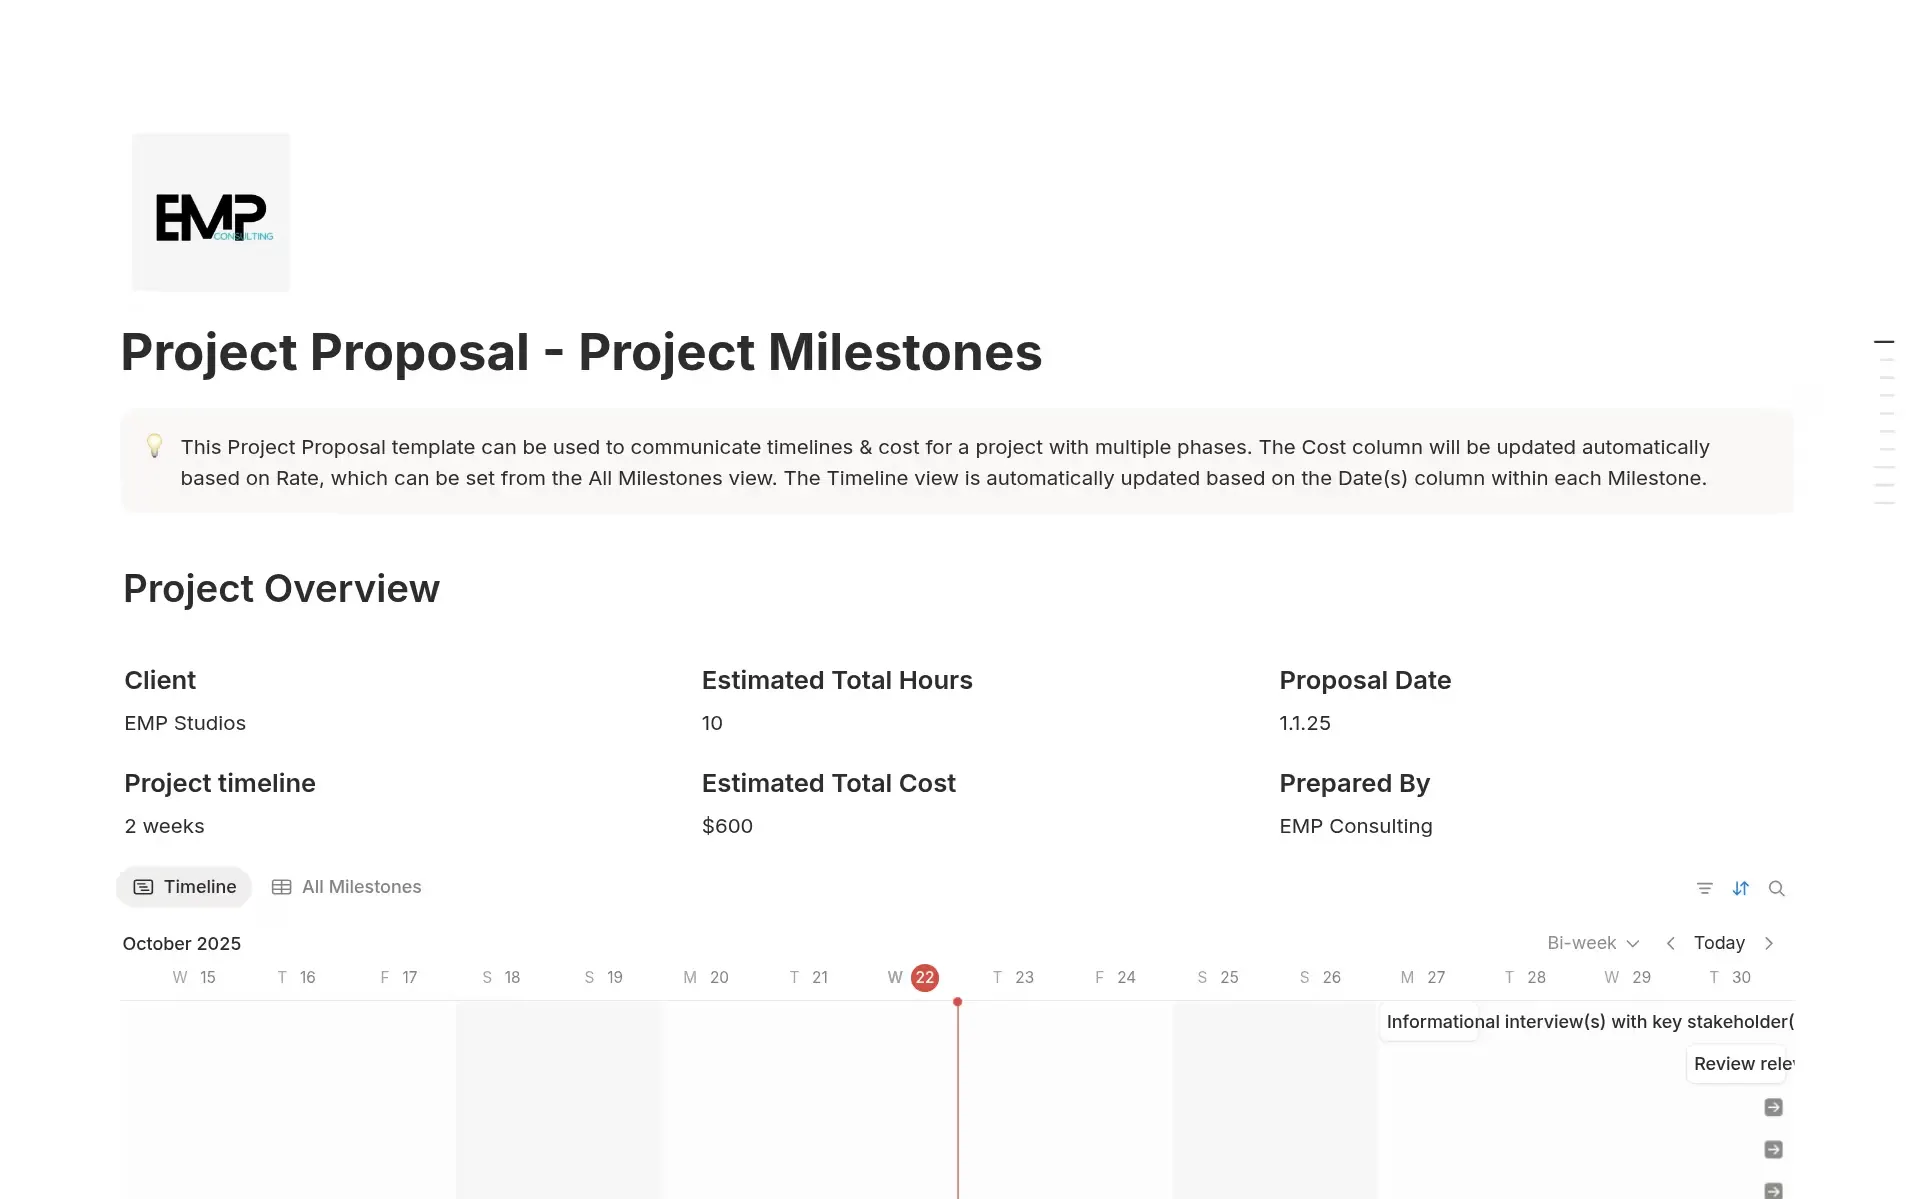 EMP
CONSULTING
Project Proposal - Project Milestones
This Project Proposal template can be used to communicate timelines & cost for a project with multiple phases. The Cost column will be updated automatically
based on Rate, which can be set from the All Milestones view. The Timeline view is automatically updated based on the Date(s) column within each Milestone.
Project Overview
Client
EMP Studios
Estimated Total Hours
10
Proposal Date
1.1.25
Project timeline
2 weeks
Estimated Total Cost
$600
Prepared By
EMP Consulting
Timeline All Milestones
October 2025 Bi-week Today
W 15 T 16 F 17 S 18 S 19 M 20 T 21 W 22 T 23 F 24 S 25 S 26 M 27 T 28 W 29 T 30
Informational interview(s) with key stakeholder(
Review rele